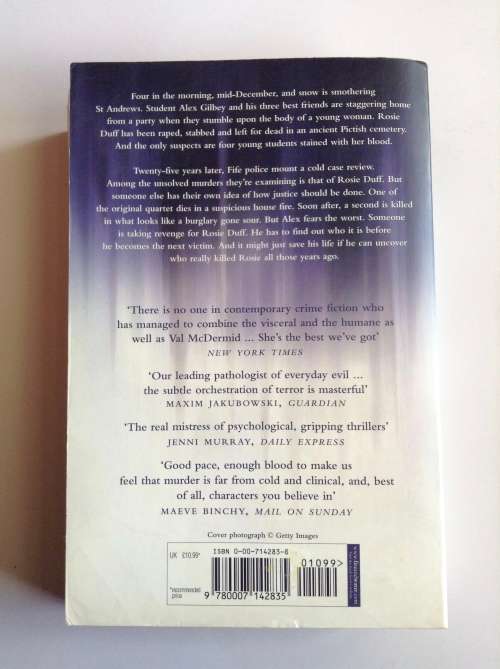 Four in the morning, mid-December, and snow is smothering
St Andrews. Student Alex Gilbey and his three best friends are staggering home
from a party when they stumble upon the body of a young woman. Rosie
Duff has been raped, stabbed and left for dead in an ancient Pictish cemetery.
And the only suspects are four young students stained with her blood.
Twenty-five years later, Fife police mount a cold case review.
Among the unsolved murders they're examining is that of Rosie Duff. But
someone else has their own idea of how justice should be done. One of
the original quartet dies in a suspicious house fire. Soon after, a second is killed
in what looks like a burglary gone sour. But Alex fears the worst. Someone
is taking revenge for Rosie Duff. He has to find out who it is before
he becomes the next victim. And it might just save his life if he can uncover
who really killed Rosie all those years ago.
'There is no one in contemporary crime fiction who
has managed to combine the visceral and the humane as
well as Val McDermid ... She's the best we've got'
NEW YORK TIMES
'Our leading pathologist of everyday evil ...
the subtle orchestration of terror is masterful'
MAXIM JAKUBOWSKI, GUARDIAN
'The real mistress of psychological, gripping thrillers'
JENNI MURRAY, DAILY EXPRESS
'Good pace, enough blood to make us
feel that murder is far from cold and clinical, and, best
of all, characters you believe in'
MAEVE BINCHY, MAIL ON SUNDAY
Cover photograph © Getty Images
UK £10.99*
ISBN 0-00-714283-6
01099>
*recommended
price
9 780007 142835